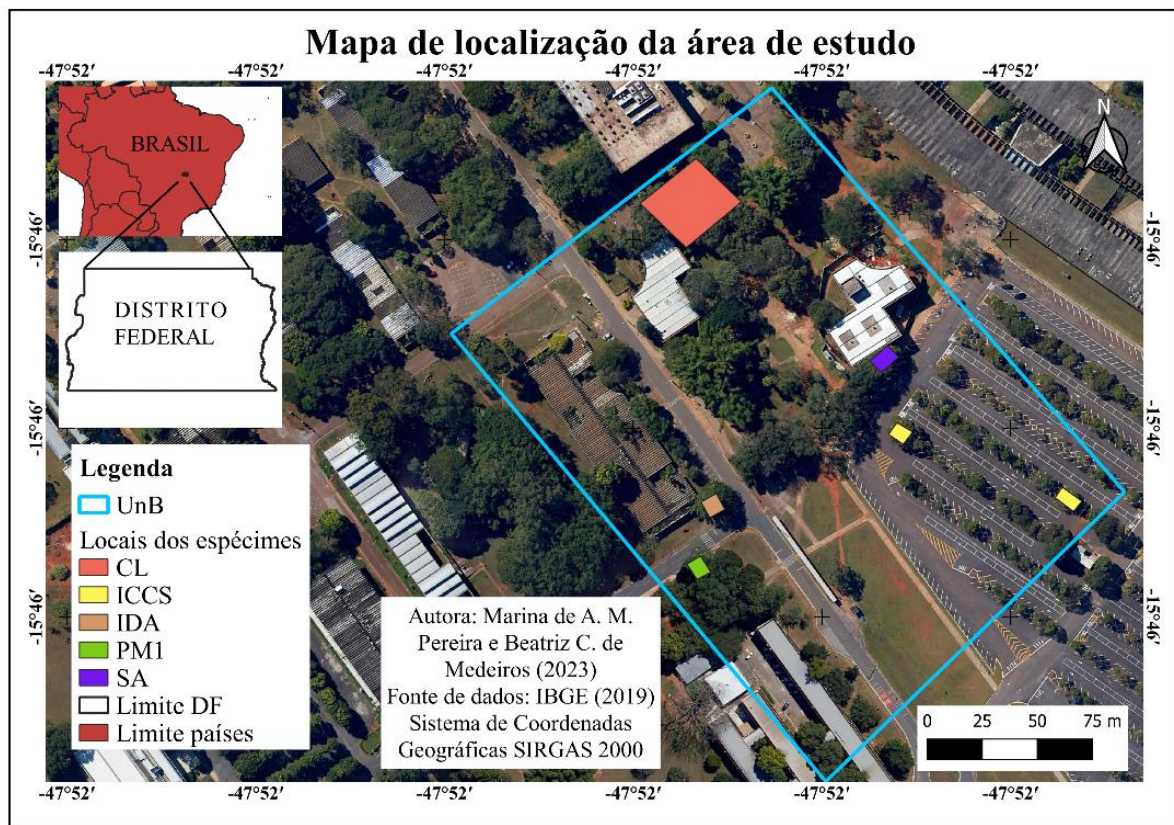 Mapa de localização da área de estudo
-47°52′ -47°52′ -47°52′ -47°52′ -47°52′ -47°52′
-15°46′ -15°46′
-15°46′ -15°46′
-15°46′ -15°46′
N
BRASIL
DISTRITO
FEDERAL
Legenda
UnB
Locais dos espécimes
CL
ICCS
IDA
PM1
SA
Limite DF
Limite países
Autora: Marina de A. M.
Pereira e Beatriz C. de
Medeiros (2023)
Fonte de dados: IBGE (2019)
Sistema de Coordenadas
Geográficas SIRGAS 2000
0 25 50 75 m
-47°52′ -47°52′ -47°52′ -47°52′ -47°52′ -47°52′